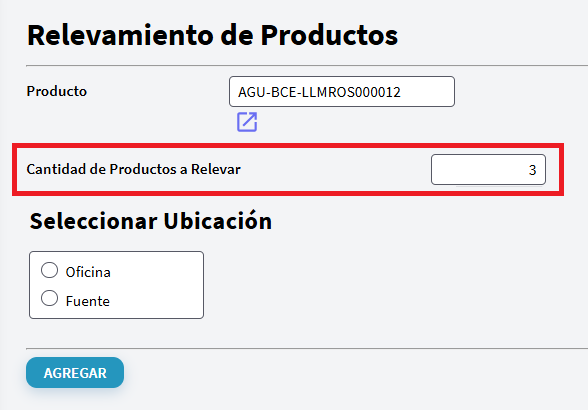 Relevamiento de Productos
Producto AGU-BCE-LLMROS000012
Cantidad de Productos a Relevar 3
Seleccionar Ubicación
Oficina
Fuente
AGREGAR